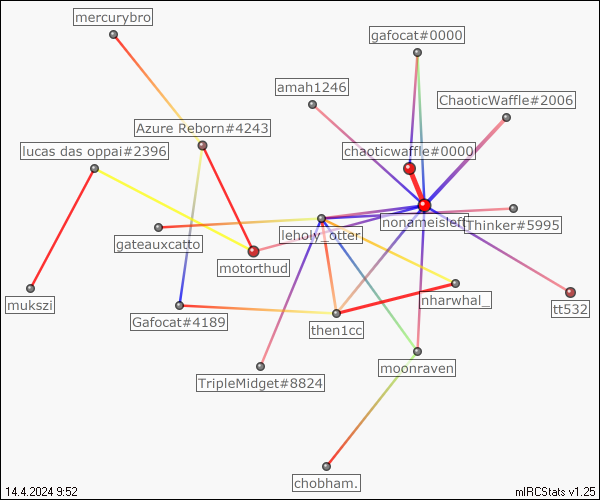 mercurybro
gafocat#0000
amah1246
ChaoticWaffle#2006
Azure Reborn#4243
lucas das oppai#2396
chaoticwaffle#0000
nonameisleft
Thinker#5995
leholy_otter.
gateauxcatto
motorthud
mukszi
Gafocat#4189
nharwhal_
tt532
then1cc
moonraven
TripleMidget#8824
chobham.
14.4.2024 9:52
mIRCStats v1.25